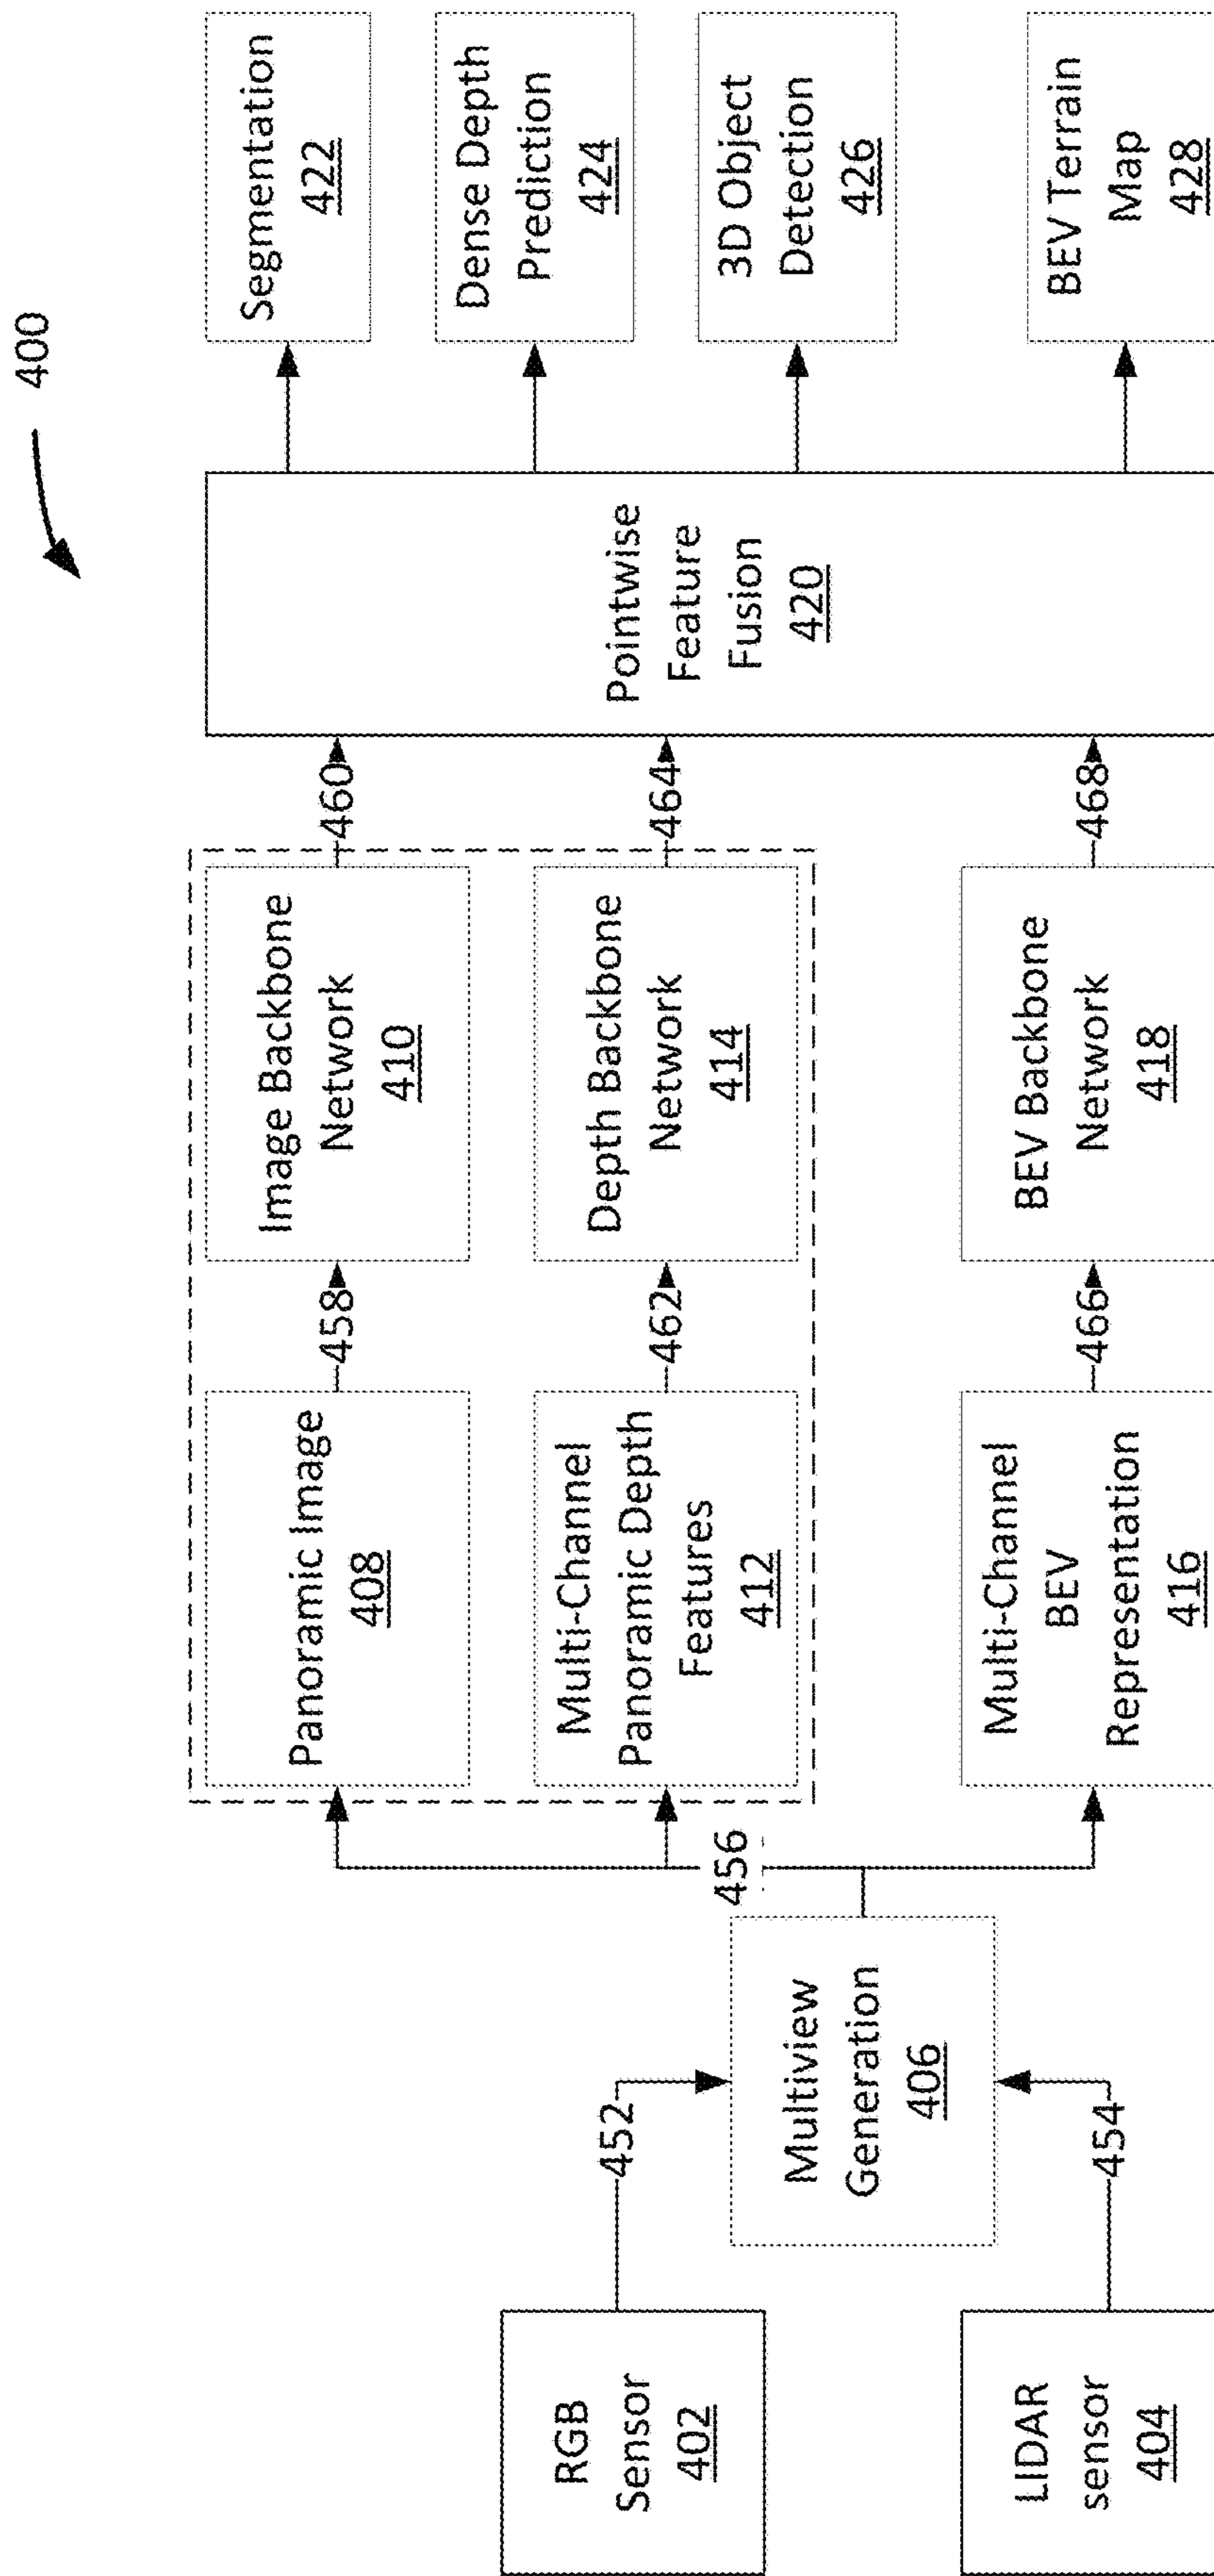 400
RGB
Sensor
402
LIDAR
sensor
404
452
454
Multiview
Generation
406
456
Panoramic Image
408
Multi-Channel
Panoramic Depth
Features
412
Multi-Channel
BEV
Representation
416
458
462
466
Image Backbone
Network
410
Depth Backbone
Network
414
BEV Backbone
Network
418
460
464
468
Pointwise
Feature
Fusion
420
Segmentation
422
Dense Depth
Prediction
424
3D Object
Detection
426
BEV Terrain
Map
428